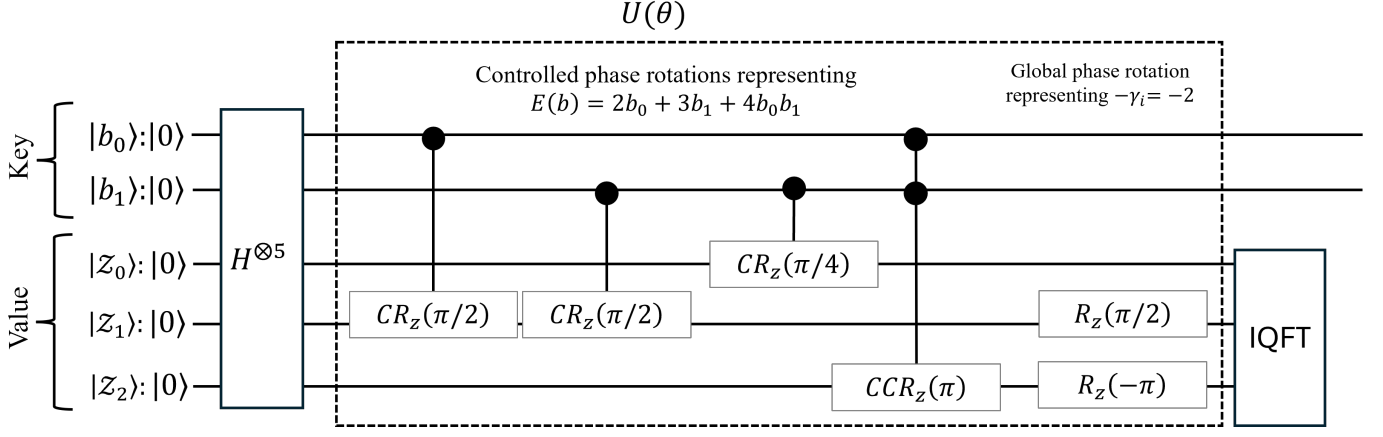 U(θ)
Controlled phase rotations representing
E(b) = 2b₀ + 3b₁ + 4b₀b₁
Global phase rotation
representing −γᵢ= −2
Key
|b₀⟩:|0⟩
|b₁⟩:|0⟩
Value
|𝒵₀⟩:|0⟩
|𝒵₁⟩:|0⟩
|𝒵₂⟩:|0⟩
H⊗5
CR_z(π/4)
CR_z(π/2)
CR_z(π/2)
R_z(π/2)
CCR_z(π)
R_z(−π)
IQFT